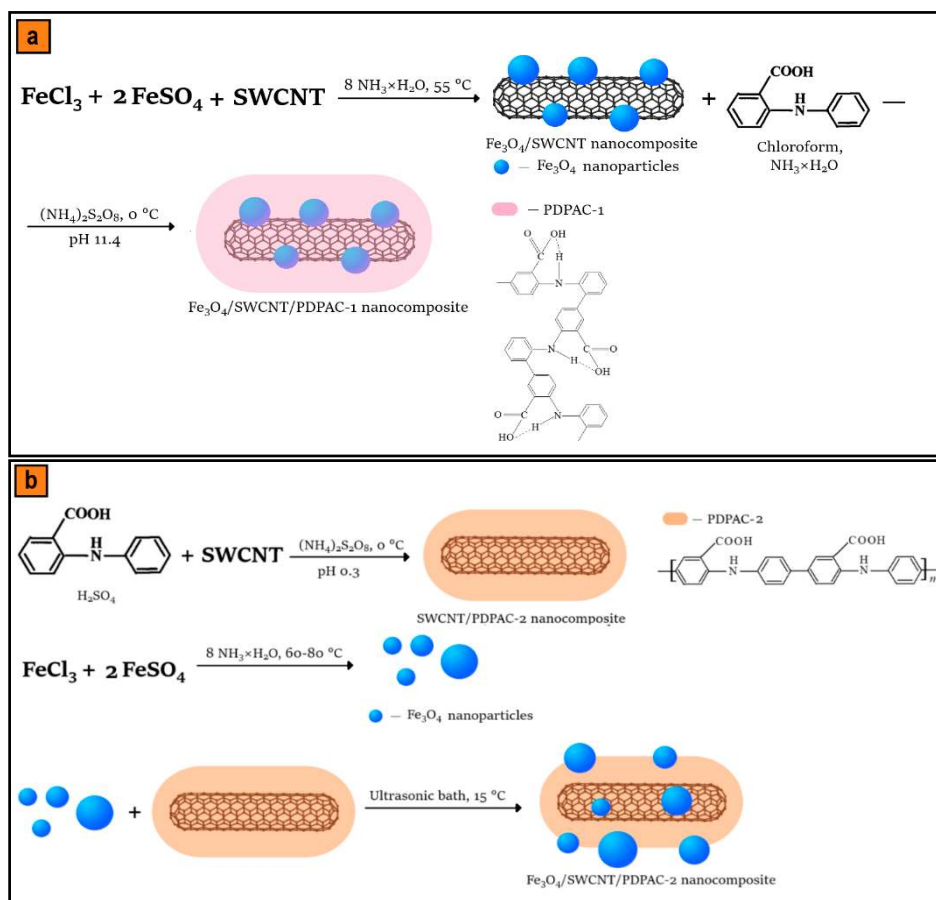 a
FeCl₃ + 2 FeSO₄ + SWCNT
8 NH₃×H₂O, 55 °C
Fe₃O₄/SWCNT nanocomposite
— Fe₃O₄ nanoparticles
+
COOH
H
N
Chloroform,
NH₃×H₂O
(NH₄)₂S₂O₈, 0 °C
pH 11.4
Fe₃O₄/SWCNT/PDPAC-1 nanocomposite
— PDPAC-1
O
OH
C
H
N
N
H
C
O
OH
O
C
HO
H
N
b
COOH
H
N
H₂SO₄
+ SWCNT
(NH₄)₂S₂O₈, 0 °C
pH 0.3
SWCNT/PDPAC-2 nanocomposite
— PDPAC-2
COOH
COOH
N
H
N
H
n
FeCl₃ + 2 FeSO₄
8 NH₃×H₂O, 60-80 °C
— Fe₃O₄ nanoparticles
+
Ultrasonic bath, 15 °C
Fe₃O₄/SWCNT/PDPAC-2 nanocomposite